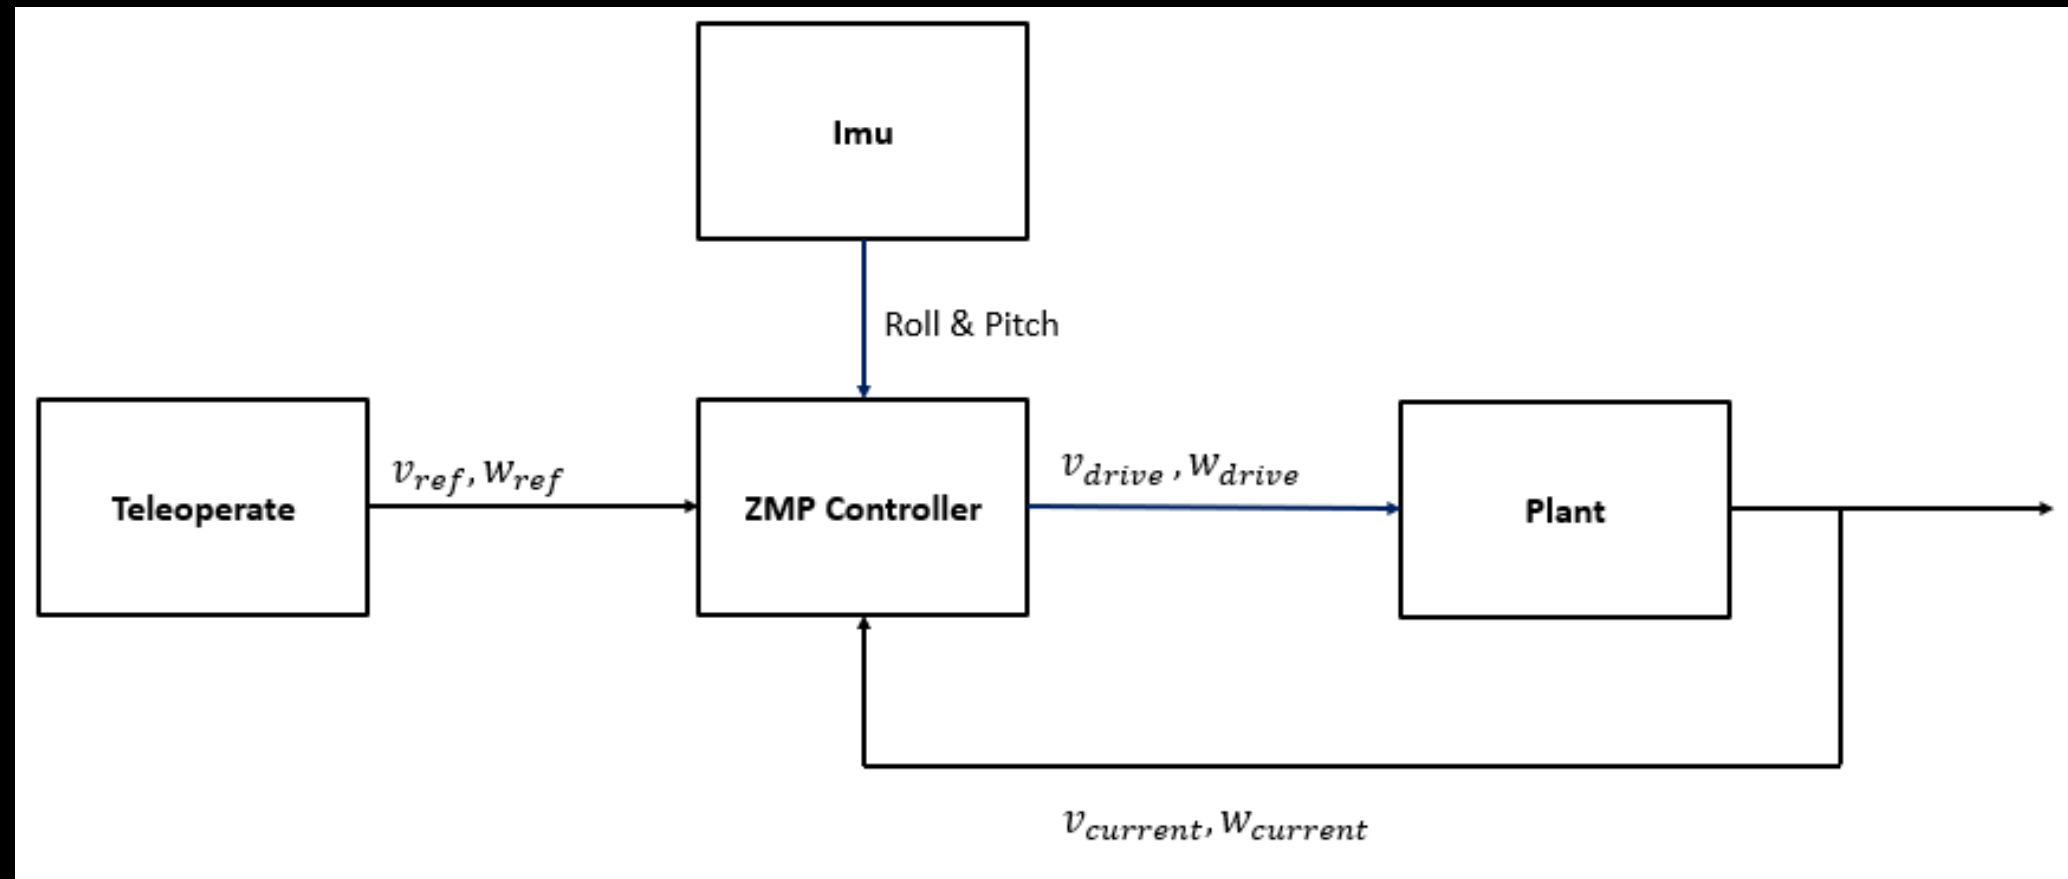 Imu
Roll & Pitch
Teleoperate
v_ref, w_ref
ZMP Controller
v_drive, w_drive
Plant
v_current, w_current